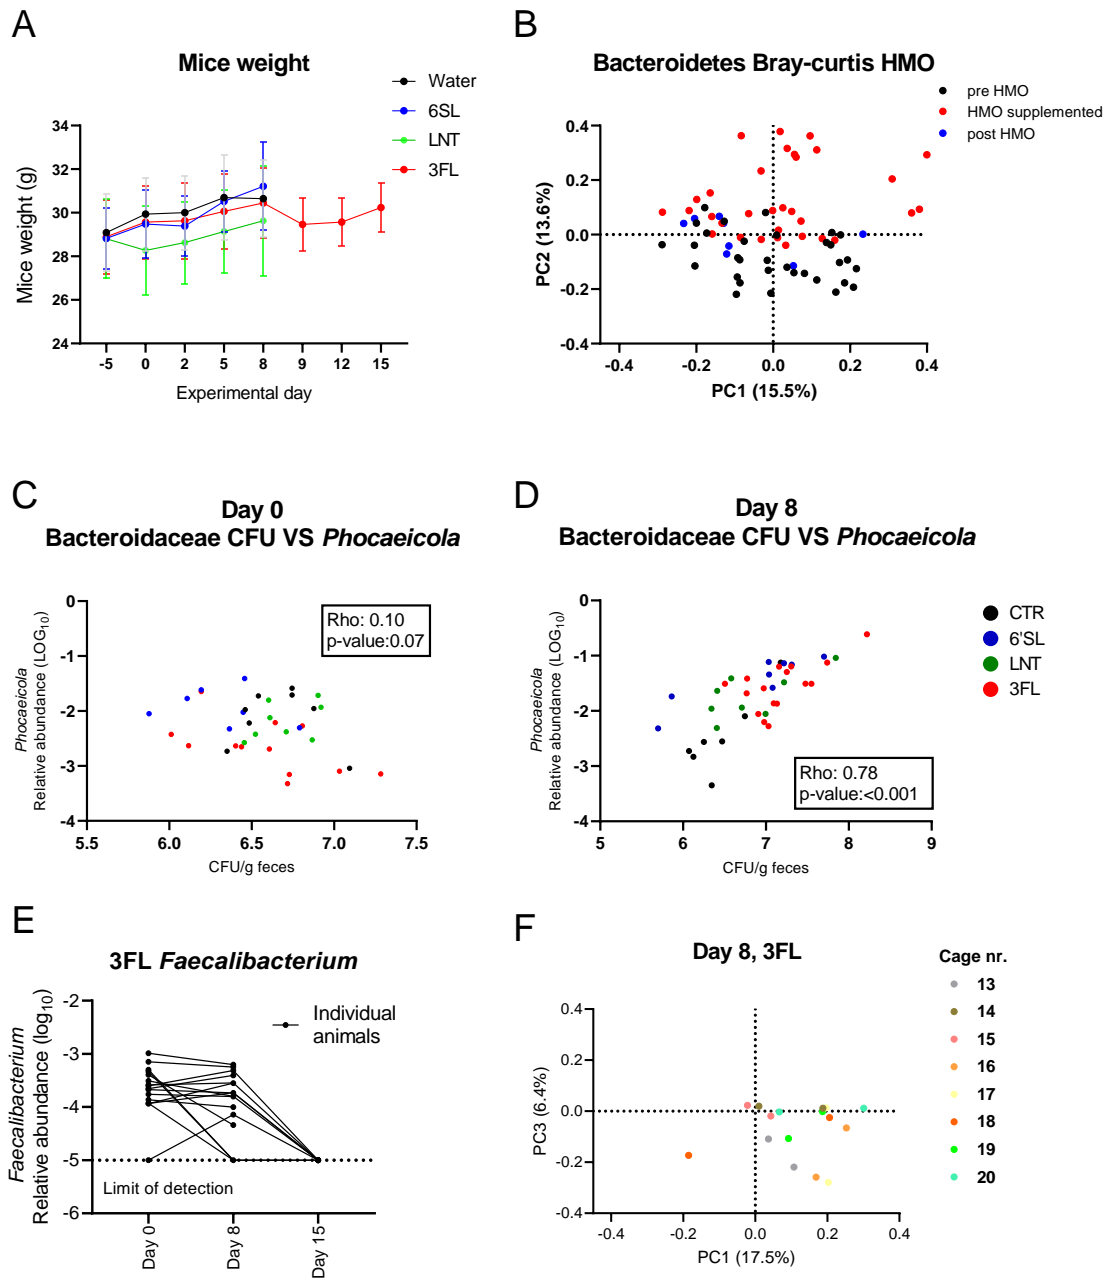 A
Mice weight
Water
6SL
LNT
3FL
34
32
30
28
26
24
Mice weight (g)
-5 0 2 5 8 9 12 15
Experimental day
B
Bacteroidetes Bray-curtis HMO
pre HMO
HMO supplemented
post HMO
0.4
0.2
0.0
-0.2
-0.4
PC2 (13.6%)
-0.4 -0.2 0.0 0.2 0.4
PC1 (15.5%)
C
Day 0
Bacteroidaceae CFU VS Phocaeicola
Rho: 0.10
p-value:0.07
0
-1
-2
-3
-4
Phocaeicola
Relative abundance (LOG10)
5.5 6.0 6.5 7.0 7.5
CFU/g feces
D
Day 8
Bacteroidaceae CFU VS Phocaeicola
CTR
6'SL
LNT
3FL
Rho: 0.78
p-value:<0.001
0
-1
-2
-3
-4
Phocaeicola
Relative abundance (LOG10)
5 6 7 8 9
CFU/g feces
E
3FL Faecalibacterium
Individual
animals
-2
-3
-4
-5
-6
Faecalibacterium
Relative abundance (log10)
Limit of detection
Day 0
Day 8
Day 15
F
Day 8, 3FL
Cage nr.
13
14
15
16
17
18
19
20
0.4
0.2
0.0
-0.2
-0.4
PC3 (6.4%)
-0.4 -0.2 0.0 0.2 0.4
PC1 (17.5%)